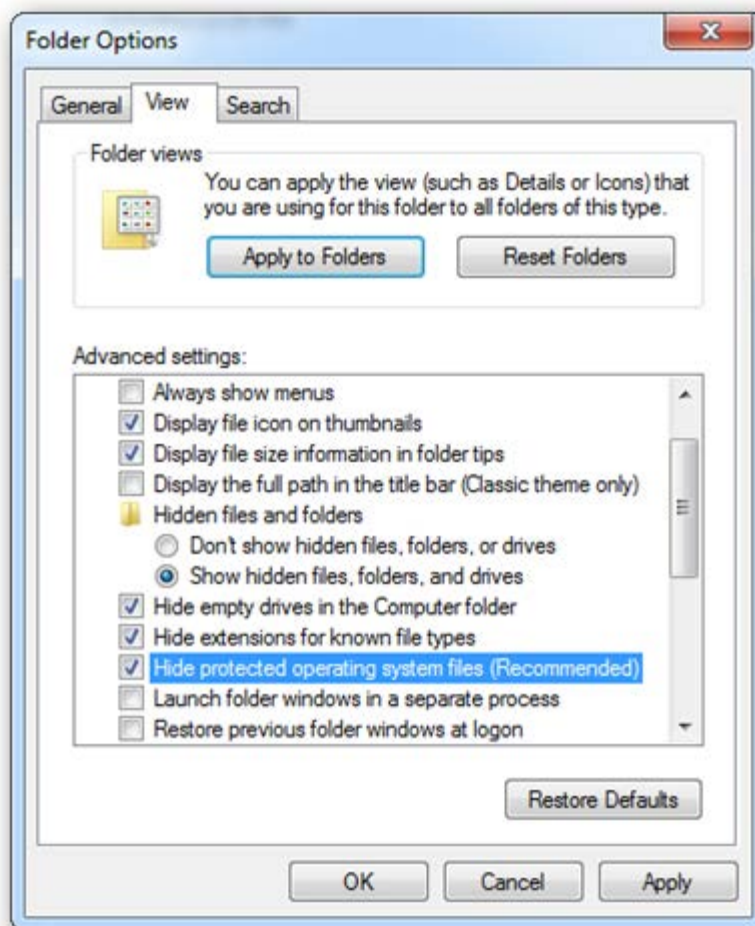 Folder Options
General View Search
Folder views
You can apply the view (such as Details or Icons) that
you are using for this folder to all folders of this type.
Apply to Folders Reset Folders
Advanced settings:
Always show menus
Display file icon on thumbnails
Display file size information in folder tips
Display the full path in the title bar (Classic theme only)
Hidden files and folders
Don't show hidden files, folders, or drives
Show hidden files, folders, and drives
Hide empty drives in the Computer folder
Hide extensions for known file types
Hide protected operating system files (Recommended)
Launch folder windows in a separate process
Restore previous folder windows at logon
Restore Defaults
OK Cancel Apply